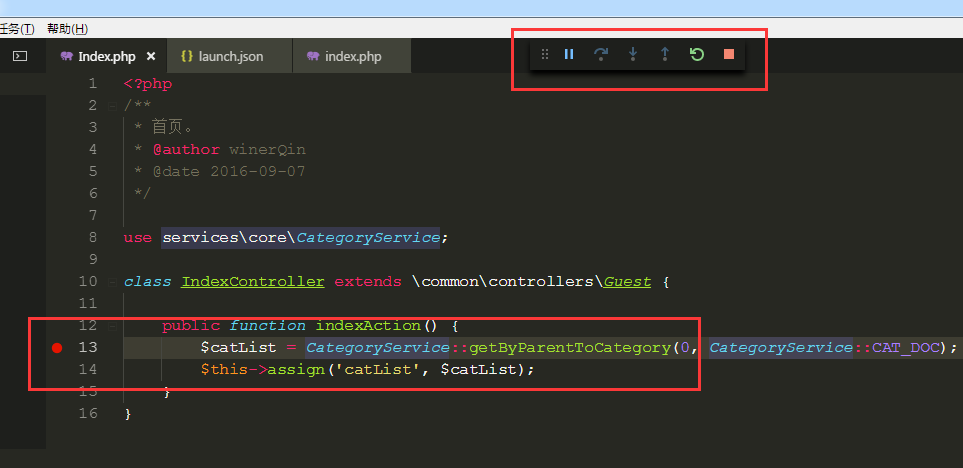 任务(T) 帮助(H)
Index.php × {} launch.json index.php
1 <?php
2 /**
3 * 首页。
4 * @author winerQin
5 * @date 2016-09-07
6 */
7
8 use services\core\CategoryService;
9
10 class IndexController extends \common\controllers\Guest {
11
12 public function indexAction() {
13 $catList = CategoryService::getByParentToCategory(0, CategoryService::CAT_DOC);
14 $this->assign('catList', $catList);
15 }
16 }